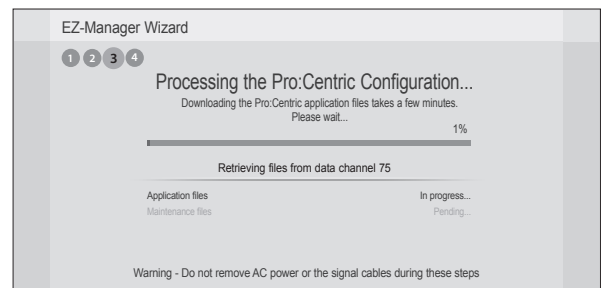 EZ-Manager Wizard
1 2 3 4
Processing the Pro:Centric Configuration...
Downloading the Pro:Centric application files takes a few minutes.
Please wait...
1%
Retrieving files from data channel 75
Application files In progress...
Maintenance files Pending...
Warning - Do not remove AC power or the signal cables during these steps